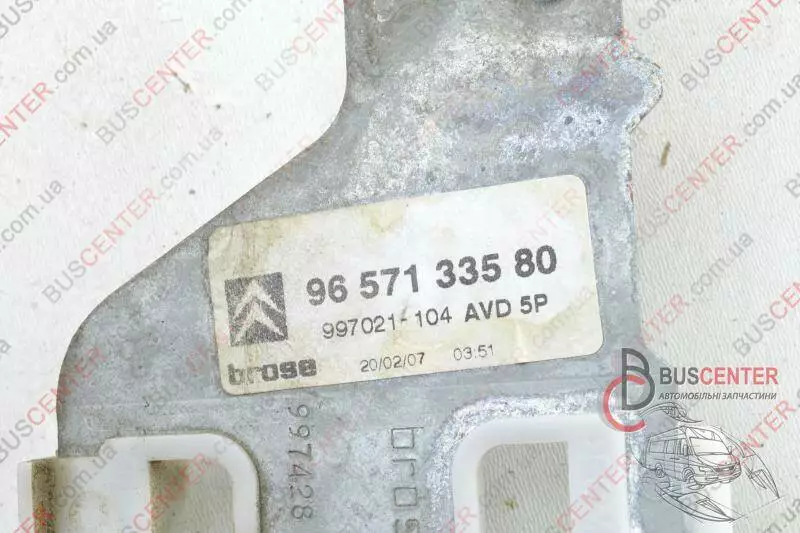 96 571 335 80
997021-104 AVD 5P
brose 20/02/07 03:51
997428
bros
BUSCENTER
АВТОМОБІЛЬНІ ЗАПЧАСТИНИ
BUSCENTER.com.ua